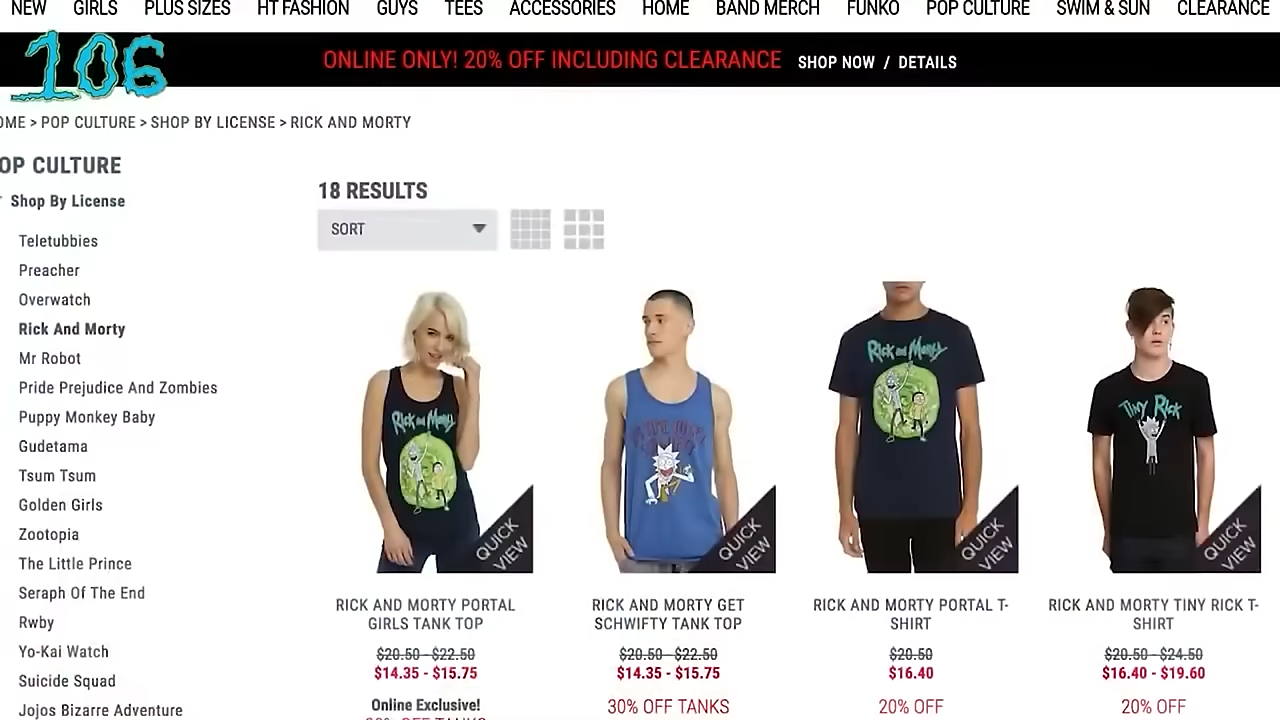 NEW GIRLS PLUS SIZES HT FASHION GUYS TEES ACCESSORIES HOME BAND MERCH FUNKO POP CULTURE SWIM & SUN CLEARANCE
106
ONLINE ONLY! 20% OFF INCLUDING CLEARANCE SHOP NOW / DETAILS
OME > POP CULTURE > SHOP BY LICENSE > RICK AND MORTY
OP CULTURE
Shop By License
18 RESULTS
SORT
Teletubbies
Preacher
Overwatch
Rick And Morty
Mr Robot
Pride Prejudice And Zombies
Puppy Monkey Baby
Gudetama
Tsum Tsum
Golden Girls
Zootopia
The Little Prince
Seraph Of The End
Rwby
Yo-Kai Watch
Suicide Squad
Jojos Bizarre Adventure
Rick and Morty
QUICK
VIEW
RICK AND MORTY PORTAL
GIRLS TANK TOP
$20.50 - $22.50
$14.35 - $15.75
Online Exclusive!
30% OFF TANKS
QUICK
VIEW
RICK AND MORTY GET
SCHWIFTY TANK TOP
$20.50 - $22.50
$14.35 - $15.75
30% OFF TANKS
Rick and Morty
QUICK
VIEW
RICK AND MORTY PORTAL T-
SHIRT
$20.50
$16.40
20% OFF
Tiny Rick
QUICK
VIEW
RICK AND MORTY TINY RICK T-
SHIRT
$20.50 - $24.50
$16.40 - $19.60
20% OFF